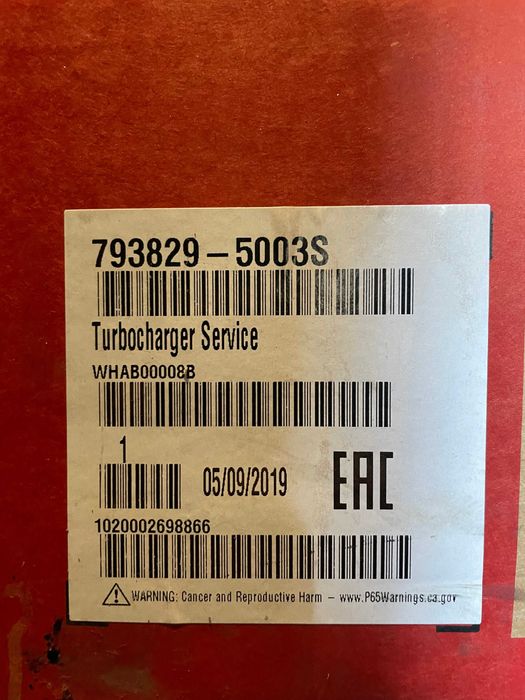 793829-5003S
Turbocharger Service
WHAB00008B
1
05/09/2019
EAC
1020002698866
WARNING: Cancer and Reproductive Harm - www.P65Warnings.ca.gov